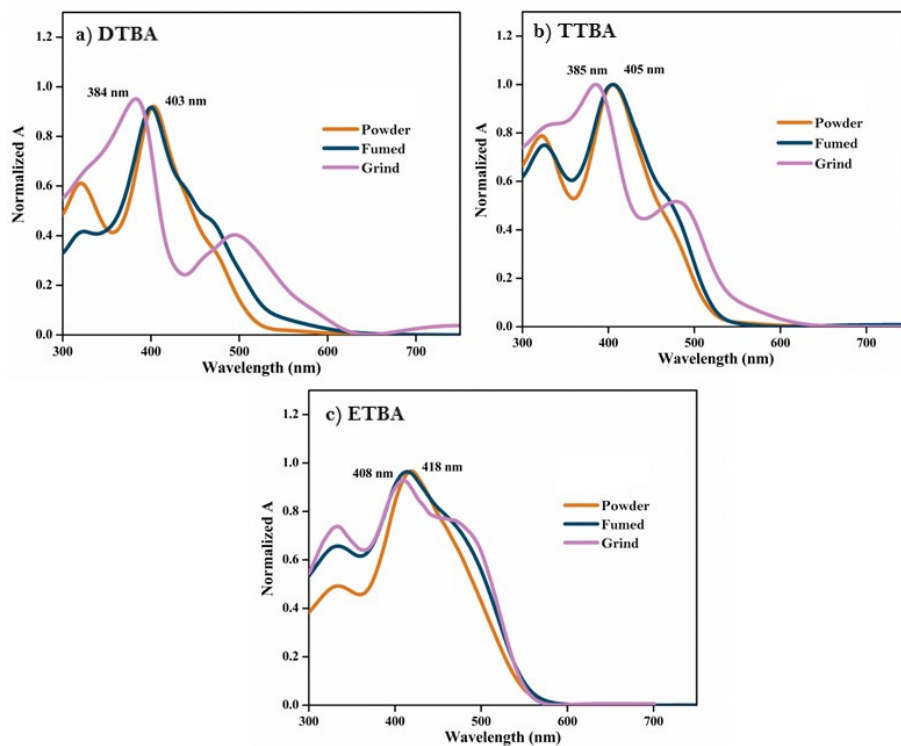 a) DTBA
1.2
1.0
0.8
0.6
0.4
0.2
0.0
Normalized A
384 nm
403 nm
Powder
Fumed
Grind
300
400
500
600
700
Wavelength (nm)
b) TTBA
1.2
1.0
0.8
0.6
0.4
0.2
0.0
Normalized A
385 nm
405 nm
Powder
Fumed
Grind
300
400
500
600
700
Wavelength (nm)
c) ETBA
1.2
1.0
0.8
0.6
0.4
0.2
0.0
Normalized A
408 nm
418 nm
Powder
Fumed
Grind
300
400
500
600
700
Wavelength (nm)